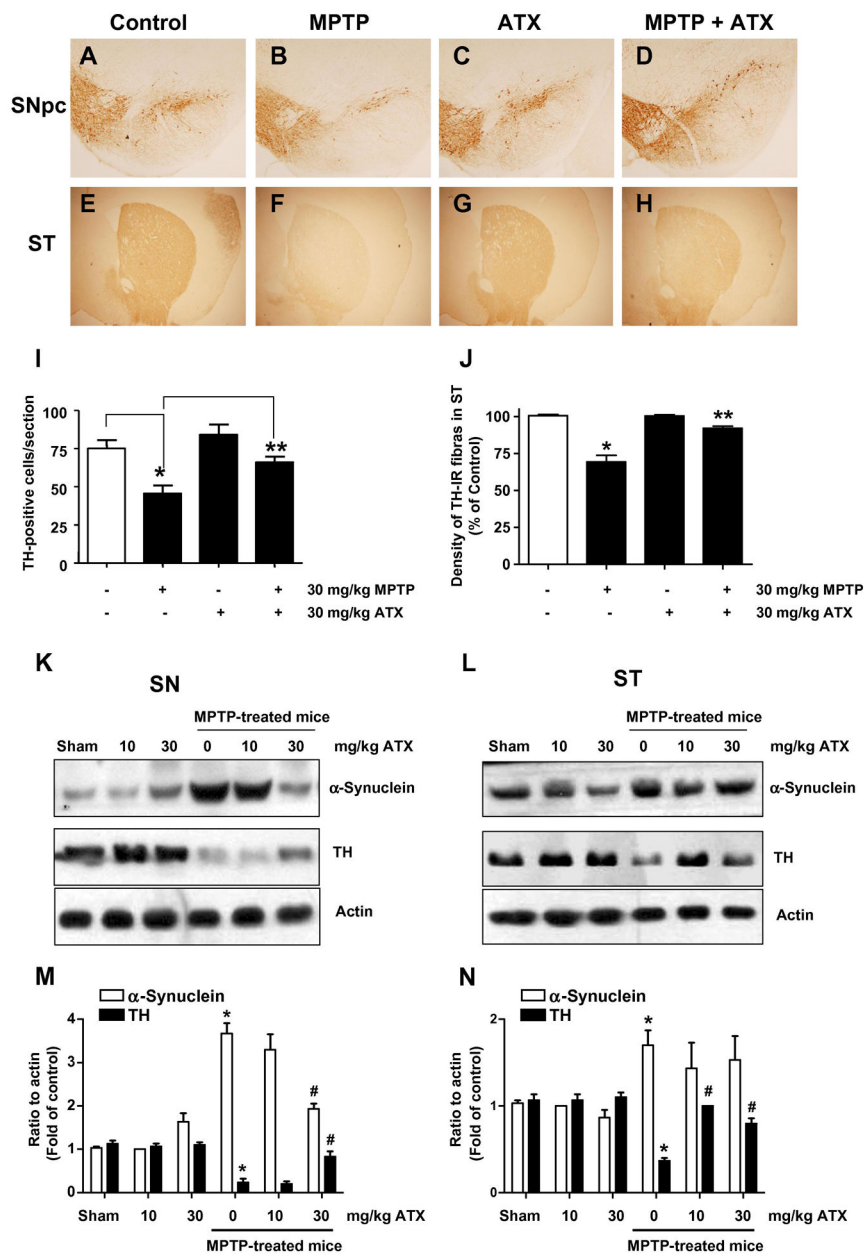 Control MPTP ATX MPTP + ATX
A B C D
SNpc
E F G H
ST
I
TH-positive cells/section
100
75
50
25
0
* **
- + - + 30 mg/kg MPTP
- - + + 30 mg/kg ATX
J
Density of TH-IR fibras in ST
(% of Control)
125
100
75
50
25
0
* **
- + - + 30 mg/kg MPTP
- - + + 30 mg/kg ATX
K
SN
MPTP-treated mice
Sham 10 30 0 10 30 mg/kg ATX
α-Synuclein
TH
Actin
L
ST
MPTP-treated mice
Sham 10 30 0 10 30 mg/kg ATX
α-Synuclein
TH
Actin
M
α-Synuclein
TH
Ratio to actin
(Fold of control)
4
3
2
1
0
* * # #
Sham 10 30 0 10 30 mg/kg ATX
MPTP-treated mice
N
α-Synuclein
TH
Ratio to actin
(Fold of control)
2
1
0
* * # #
Sham 10 30 0 10 30 mg/kg ATX
MPTP-treated mice